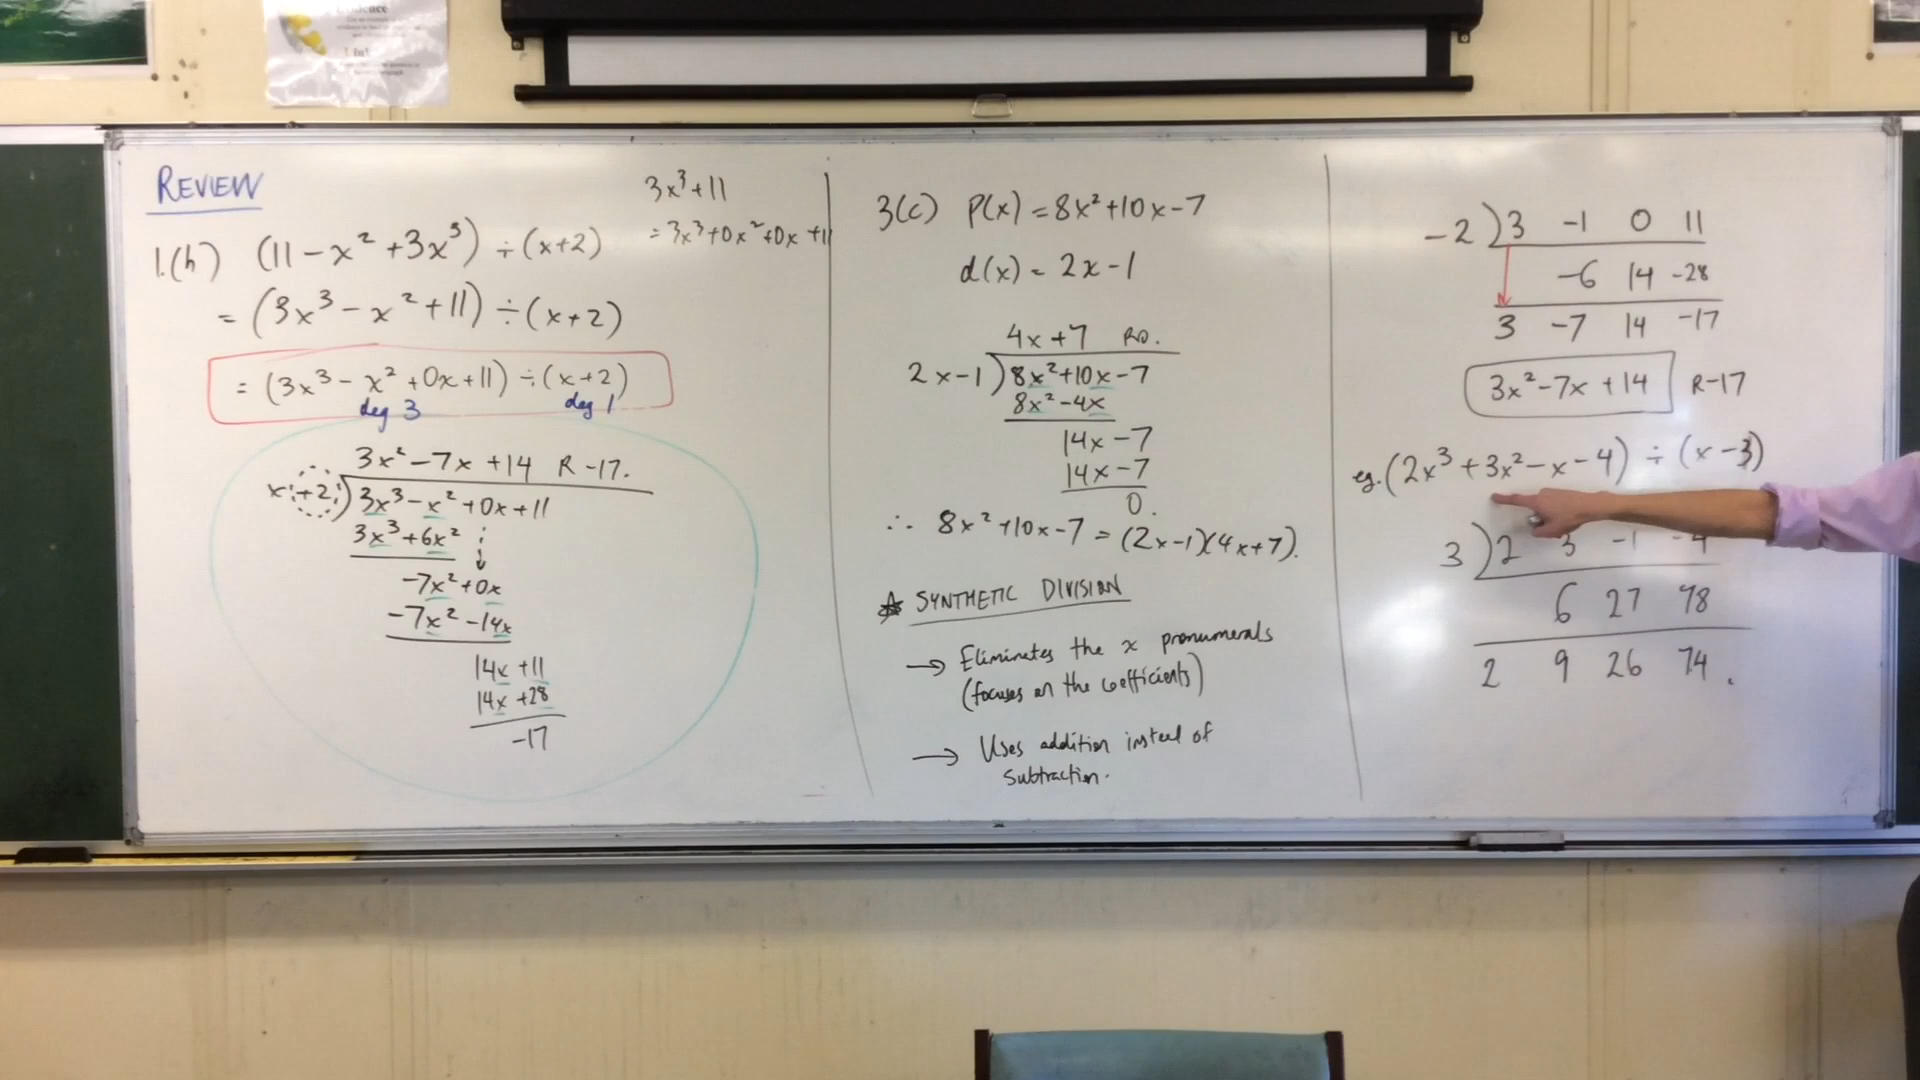 REVIEW
1.(h) (11 - x² + 3x³) ÷ (x+2)
= (3x³ - x² + 11) ÷ (x+2)
= (3x³ - x² + 0x + 11) ÷ (x+2)
deg 3 deg 1
3x³ + 11
= 3x³ + 0x² + 0x + 11
3x² - 7x + 14 R -17.
x+2 ) 3x³ - x² + 0x + 11
3x³ + 6x²
-7x² + 0x
-7x² - 14x
14x + 11
14x + 28
-17
3(c) P(x) = 8x² + 10x - 7
d(x) = 2x - 1
4x + 7 R0.
2x-1 ) 8x² + 10x - 7
8x² - 4x
14x - 7
14x - 7
0.
∴ 8x² + 10x - 7 = (2x-1)(4x+7).
☆ SYNTHETIC DIVISION
→ Eliminates the x pronumerals
(focuses on the coefficients)
→ Uses addition instead of
subtraction.
-2 ) 3 -1 0 11
-6 14 -28
3 -7 14 -17
3x² - 7x + 14 R-17
eg. (2x³ + 3x² - x - 4) ÷ (x - 3)
3 ) 2 3 -1 -4
6 27 78
2 9 26 74.